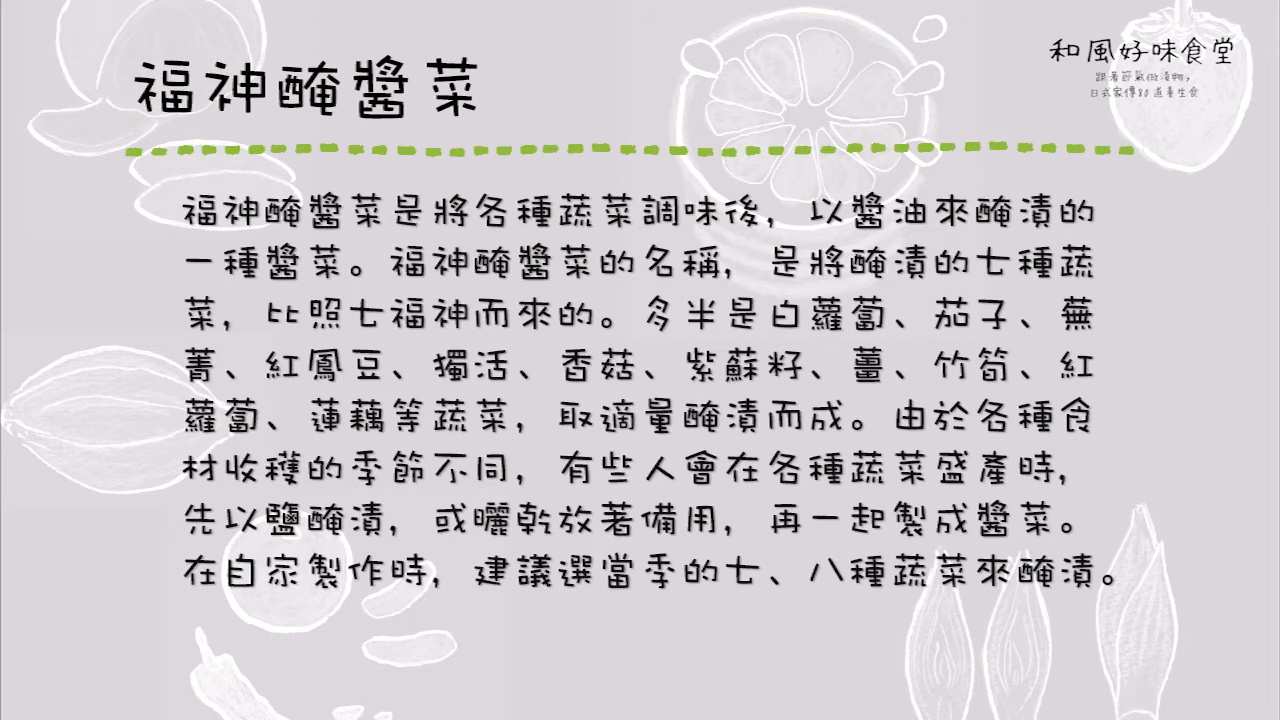 福神醃醬菜
和風好味食堂
跟著節氣做漬物，
日式家傳80道養生食
福神醃醬菜是將各種蔬菜調味後，以醬油來醃漬的
一種醬菜。福神醃醬菜的名稱，是將醃漬的七種蔬
菜，比照七福神而來的。多半是白蘿蔔、茄子、蕪
菁、紅鳳豆、獨活、香菇、紫蘇籽、薑、竹筍、紅
蘿蔔、蓮藕等蔬菜，取適量醃漬而成。由於各種食
材收穫的季節不同，有些人會在各種蔬菜盛產時，
先以鹽醃漬，或曬乾放著備用，再一起製成醬菜。
在自家製作時，建議選當季的七、八種蔬菜來醃漬。